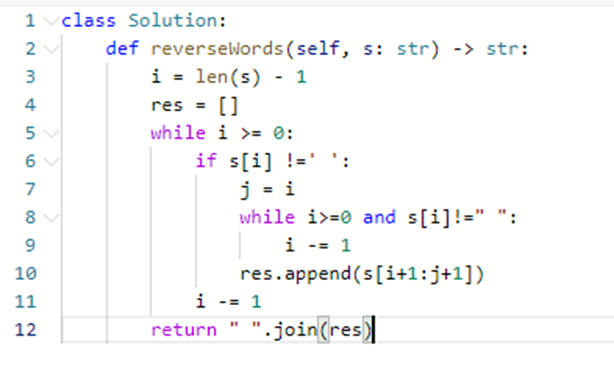 1 class Solution:
2     def reverseWords(self, s: str) -> str:
3         i = len(s) - 1
4         res = []
5         while i >= 0:
6             if s[i] !=' ':
7                 j = i
8                 while i>=0 and s[i]!=" ":
9                     i -= 1
10                 res.append(s[i+1:j+1])
11             i -= 1
12         return " ".join(res)